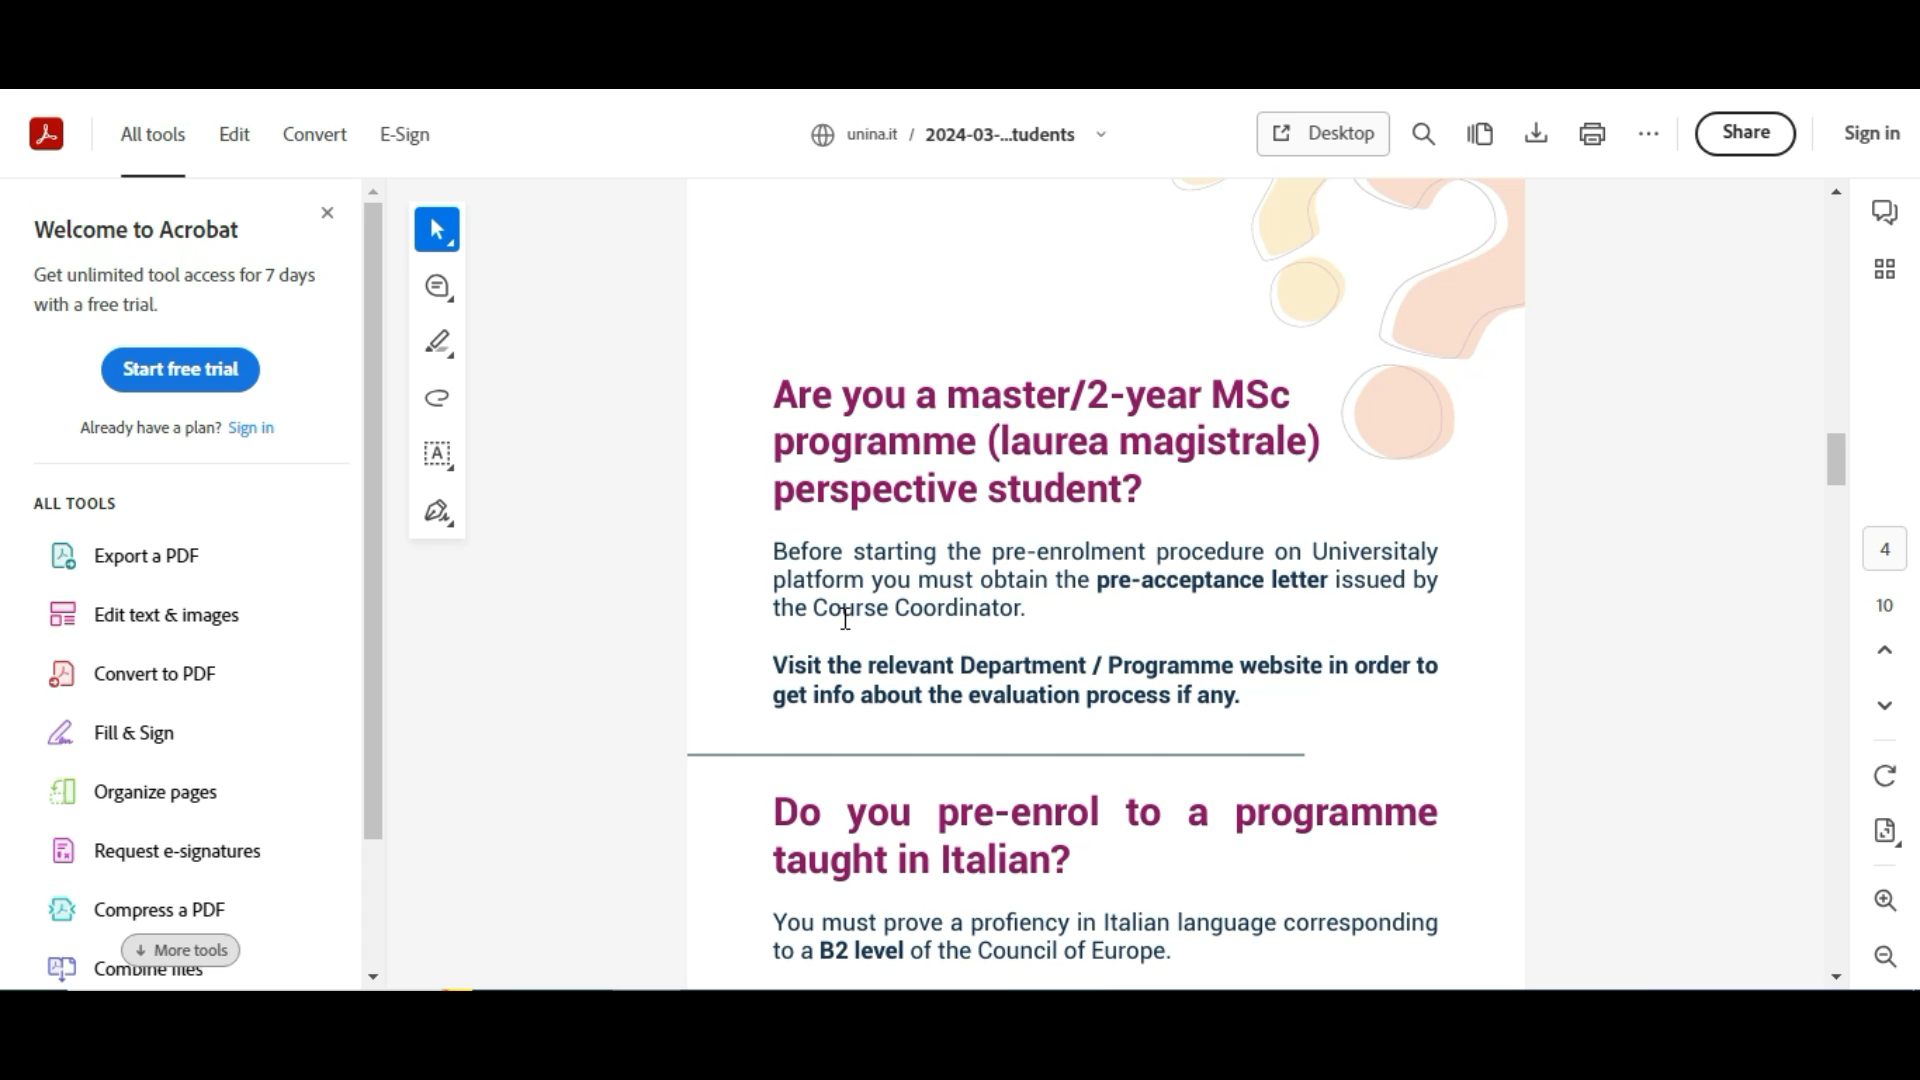 All tools
Edit
Convert
E-Sign
unina.it / 2024-03-...tudents
Desktop
Share
Sign in
Welcome to Acrobat
Get unlimited tool access for 7 days
with a free trial.
Start free trial
Already have a plan? Sign in
ALL TOOLS
Export a PDF
Edit text & images
Convert to PDF
Fill & Sign
Organize pages
Request e-signatures
Compress a PDF
More tools
Combine files
A
Are you a master/2-year MSc
programme (laurea magistrale)
perspective student?
Before starting the pre-enrolment procedure on Universitaly
platform you must obtain the pre-acceptance letter issued by
the Course Coordinator.
Visit the relevant Department / Programme website in order to
get info about the evaluation process if any.
Do you pre-enrol to a programme
taught in Italian?
You must prove a profiency in Italian language corresponding
to a B2 level of the Council of Europe.
4
10